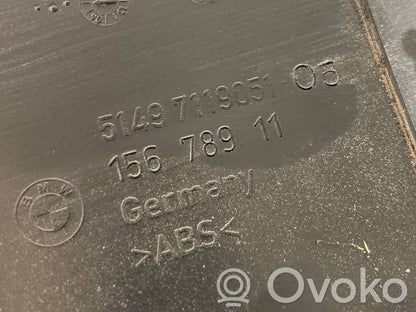 5149 7119051 05
156 789 11
Germany
>ABS<
BMW
Ovoko